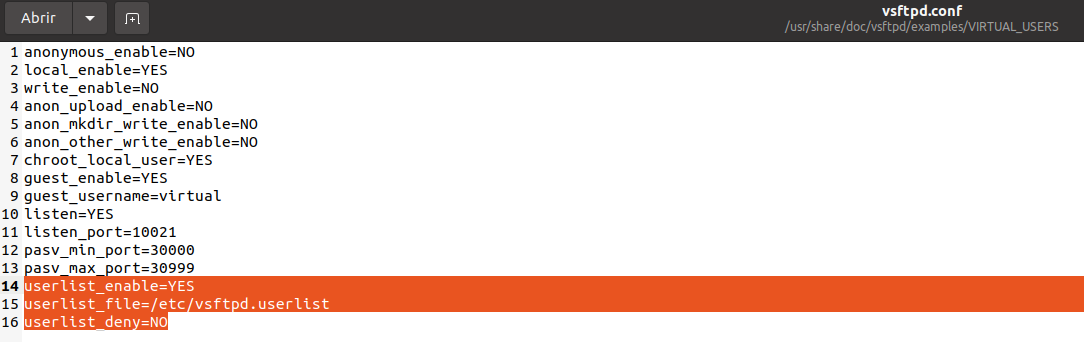 Abrir
vsftpd.conf
/usr/share/doc/vsftpd/examples/VIRTUAL_USERS
1 anonymous_enable=NO
2 local_enable=YES
3 write_enable=NO
4 anon_upload_enable=NO
5 anon_mkdir_write_enable=NO
6 anon_other_write_enable=NO
7 chroot_local_user=YES
8 guest_enable=YES
9 guest_username=virtual
10 listen=YES
11 listen_port=10021
12 pasv_min_port=30000
13 pasv_max_port=30999
14 userlist_enable=YES
15 userlist_file=/etc/vsftpd.userlist
16 userlist_deny=NO